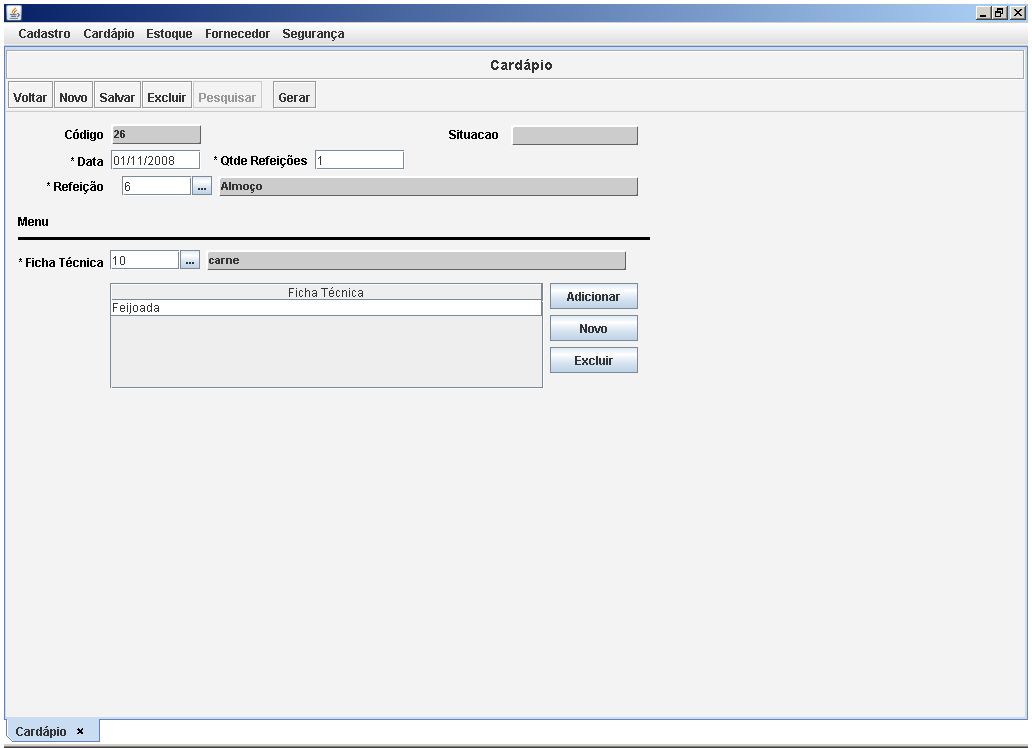 Cadastro Cardápio Estoque Fornecedor Segurança
Cardápio
Voltar Novo Salvar Excluir Pesquisar Gerar
Código 26 Situacao
* Data 01/11/2008 * Qtde Refeições 1
* Refeição 6 ... Almoço
Menu
* Ficha Técnica 10 ... carne
Ficha Técnica
Feijoada
Adicionar
Novo
Excluir
Cardápio ×